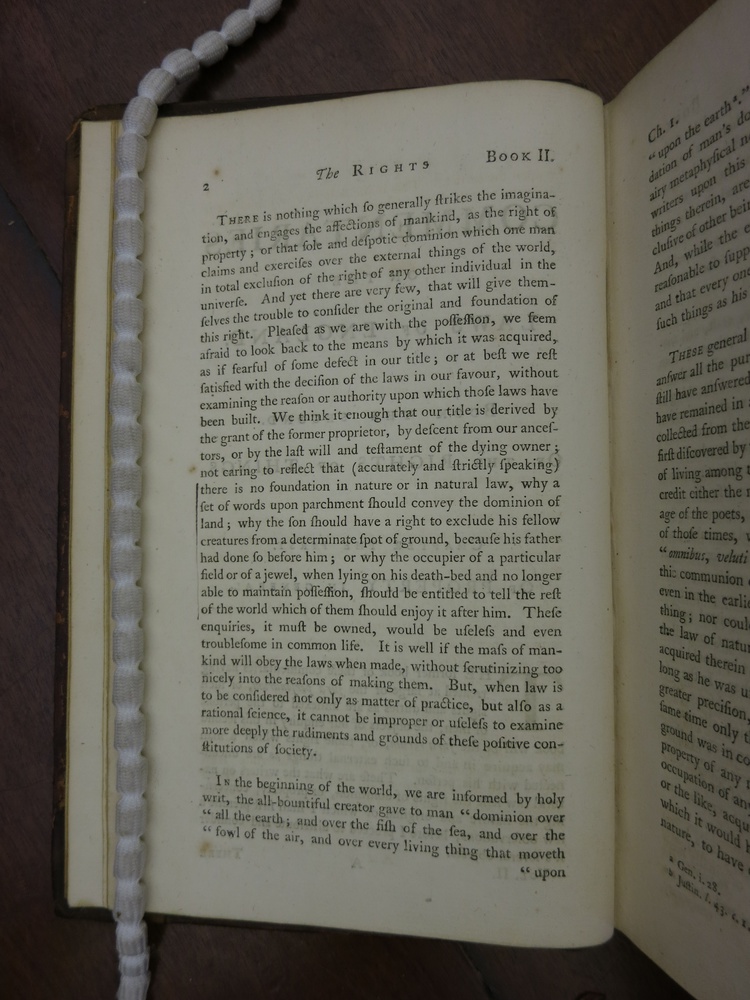 2
The RIGHTS
BOOK II.
THERE is nothing which ſo generally ſtrikes the imagina-
tion, and engages the affections of mankind, as the right of
property; or that ſole and deſpotic dominion which one man
claims and exerciſes over the external things of the world,
in total excluſion of the right of any other individual in the
univerſe. And yet there are very few, that will give them-
ſelves the trouble to conſider the original and foundation of
this right. Pleaſed as we are with the poſſeſſion, we ſeem
afraid to look back to the means by which it was acquired,
as if fearful of ſome defect in our title; or at beſt we reſt
ſatisfied with the deciſion of the laws in our favour, without
examining the reaſon or authority upon which thoſe laws have
been built. We think it enough that our title is derived by
the grant of the former proprietor, by deſcent from our anceſ-
tors, or by the laſt will and teſtament of the dying owner;
not caring to reflect that (accurately and ſtrictly ſpeaking)
there is no foundation in nature or in natural law, why a
ſet of words upon parchment ſhould convey the dominion of
land; why the ſon ſhould have a right to exclude his fellow
creatures from a determinate ſpot of ground, becauſe his father
had done ſo before him; or why the occupier of a particular
field or of a jewel, when lying on his death-bed and no longer
able to maintain poſſeſſion, ſhould be entitled to tell the reſt
of the world which of them ſhould enjoy it after him. Theſe
enquiries, it muſt be owned, would be uſeleſs and even
troubleſome in common life. It is well if the maſs of man-
kind will obey the laws when made, without ſcrutinizing too
nicely into the reaſons of making them. But, when law is
to be conſidered not only as matter of practice, but alſo as a
rational ſcience, it cannot be improper or uſeleſs to examine
more deeply the rudiments and grounds of theſe poſitive con-
ſtitutions of ſociety.
IN the beginning of the world, we are informed by holy
writ, the all-bountiful creator gave to man “ dominion over
“ all the earth; and over the fiſh of the ſea, and over the
“ fowl of the air, and over every living thing that moveth
“ upon
Ch. 1.
“ upon the earth a.”
dation of man's do
airy metaphyſical n
writers upon this
things therein, are
cluſive of other bein
And, while the e
reaſonable to ſupp
and that every one
ſuch things as his
THESE general
anſwer all the pur
ſtill have anſwered
have remained in
collected from the
firſt diſcovered by
of living among t
credit either the
age of the poets,
of thoſe times,
“ omnibus, veluti
this communion
even in the earlie
thing; nor coul
the law of natu
acquired therein
long as he was u
greater preciſion,
ſame time only t
ground was in co
property of any
occupation of an
or the like, acqu
which it would
nature, to have
a Gen. 1. 28.
b Juſtin. l. 43. c. 1.